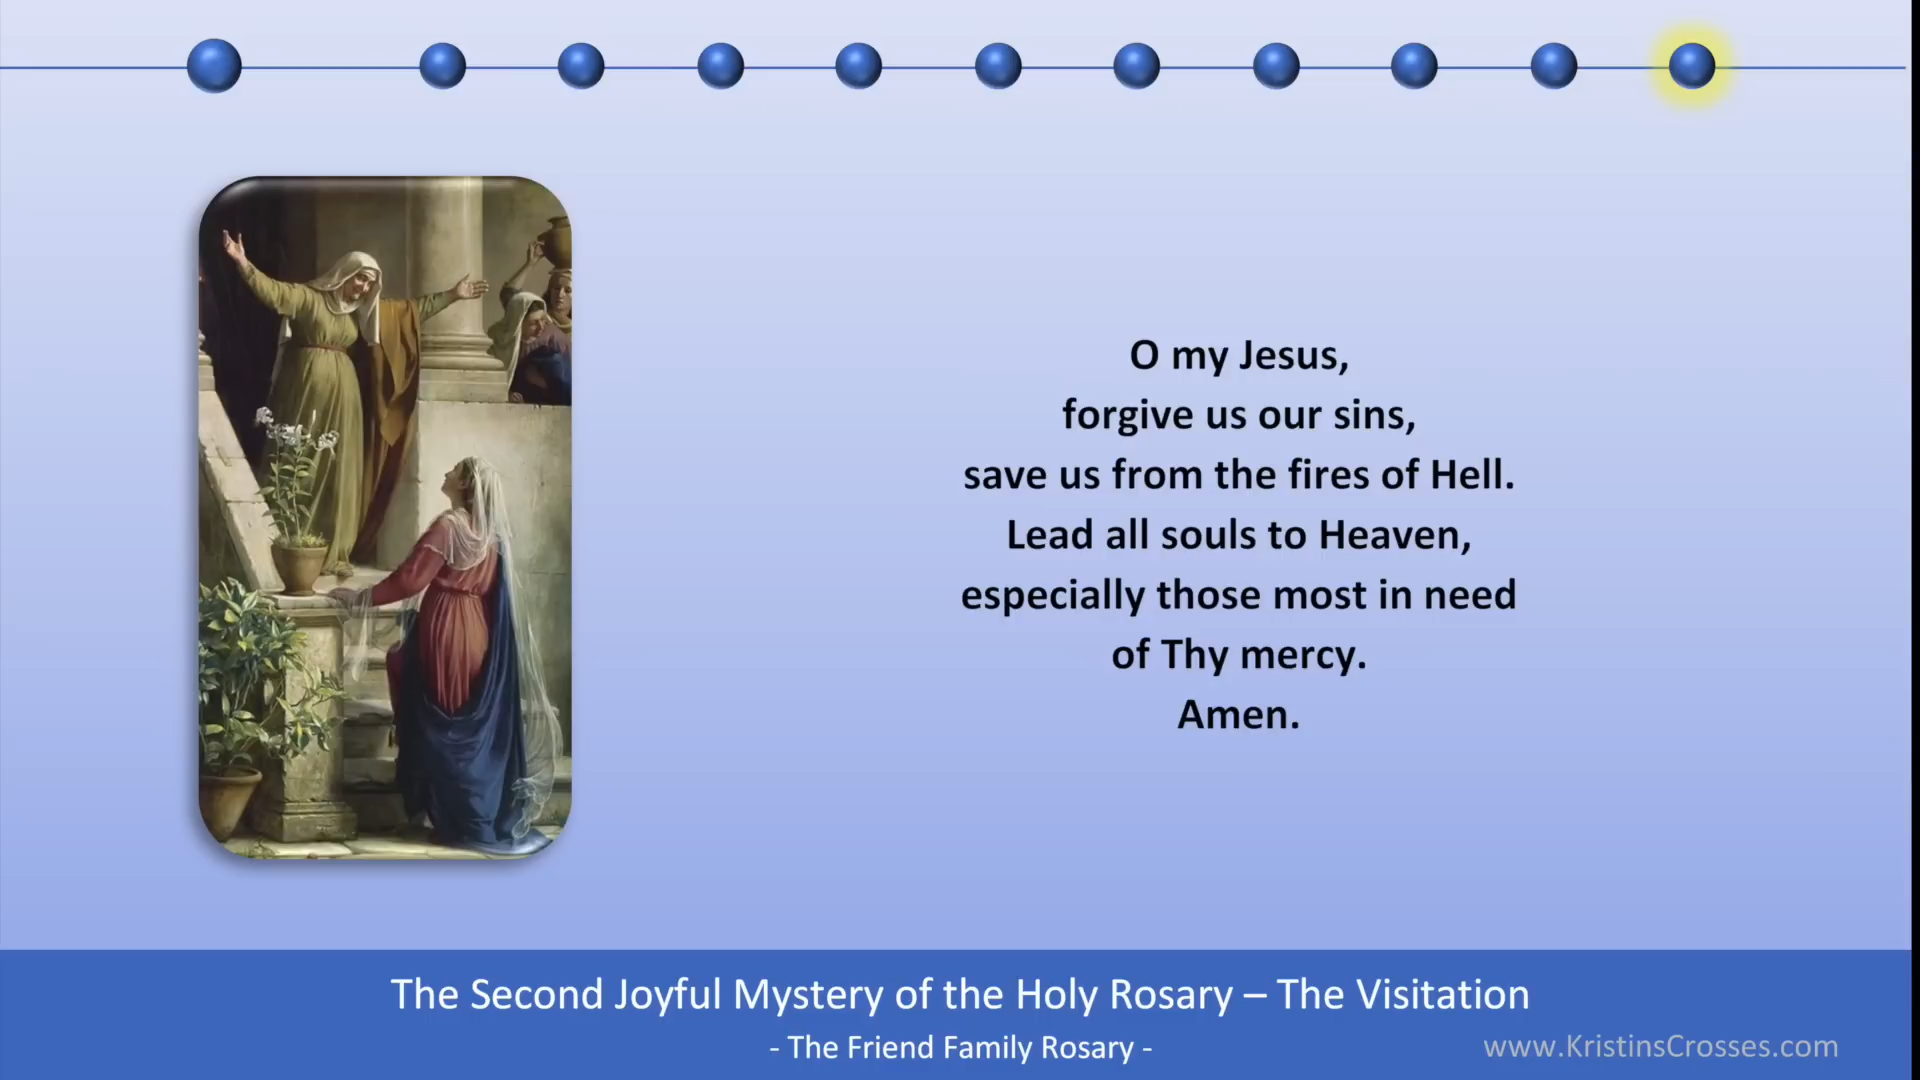 O my Jesus,
forgive us our sins,
save us from the fires of Hell.
Lead all souls to Heaven,
especially those most in need
of Thy mercy.
Amen.
The Second Joyful Mystery of the Holy Rosary – The Visitation
- The Friend Family Rosary -
www.KristinsCrosses.com